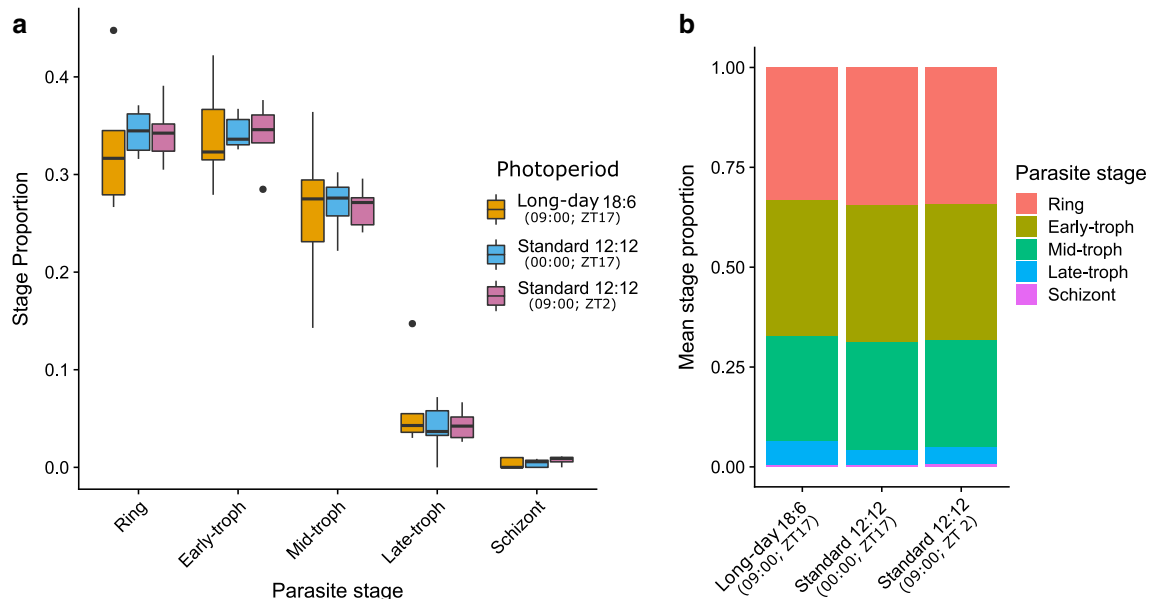 a
0.4
0.3
0.2
0.1
0.0
Stage Proportion
Ring
Early-troph
Mid-troph
Late-troph
Schizont
Parasite stage
Photoperiod
Long-day 18:6
(09:00; ZT17)
Standard 12:12
(00:00; ZT17)
Standard 12:12
(09:00; ZT2)
b
1.00
0.75
0.50
0.25
0.00
Mean stage proportion
Long-day 18:6
(09:00; ZT17)
Standard 12:12
(00:00; ZT17)
Standard 12:12
(09:00; ZT 2)
Parasite stage
Ring
Early-troph
Mid-troph
Late-troph
Schizont